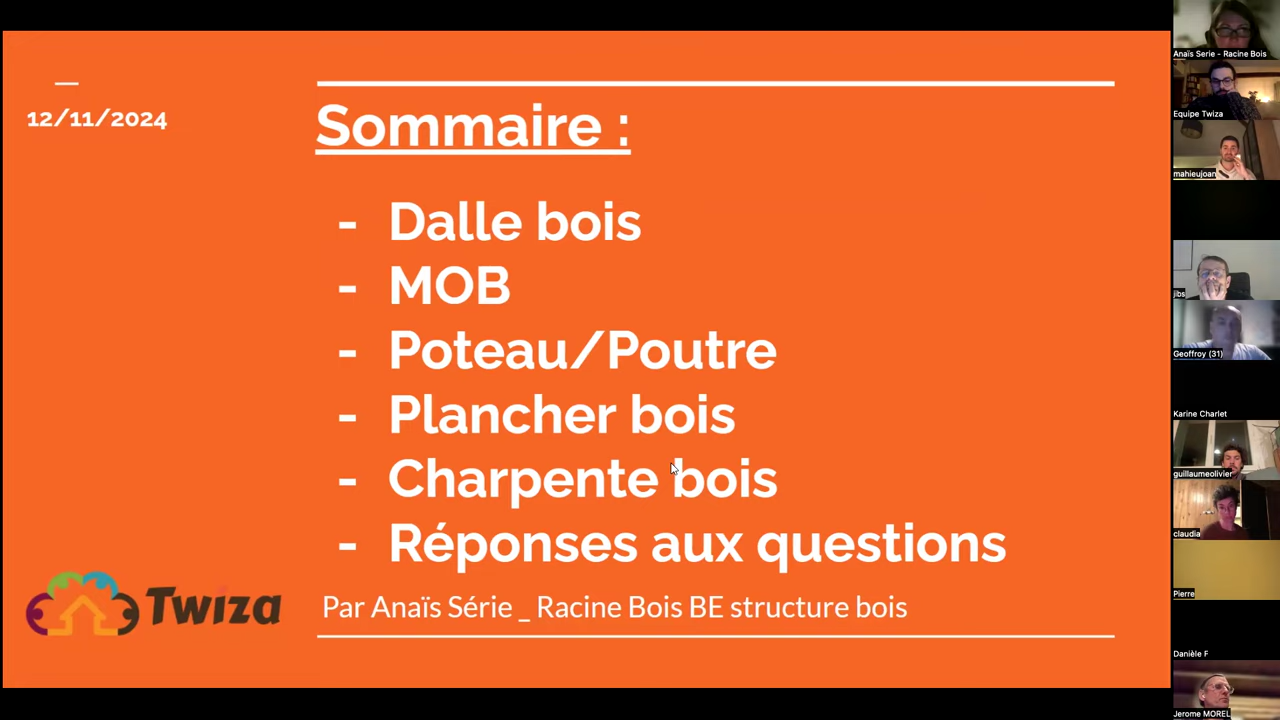 12/11/2024
Sommaire :
- Dalle bois
- MOB
- Poteau/Poutre
- Plancher bois
- Charpente bois
- Réponses aux questions
Twiza
Par Anaïs Série _ Racine Bois BE structure bois
Anaïs Serie - Racine Bois
Equipe Twiza
mahieujoan
jibs
Geoffroy (31)
Karine Charlet
guillaumeolivier
claudia
Pierre
Danièle F
Jerome MOREL